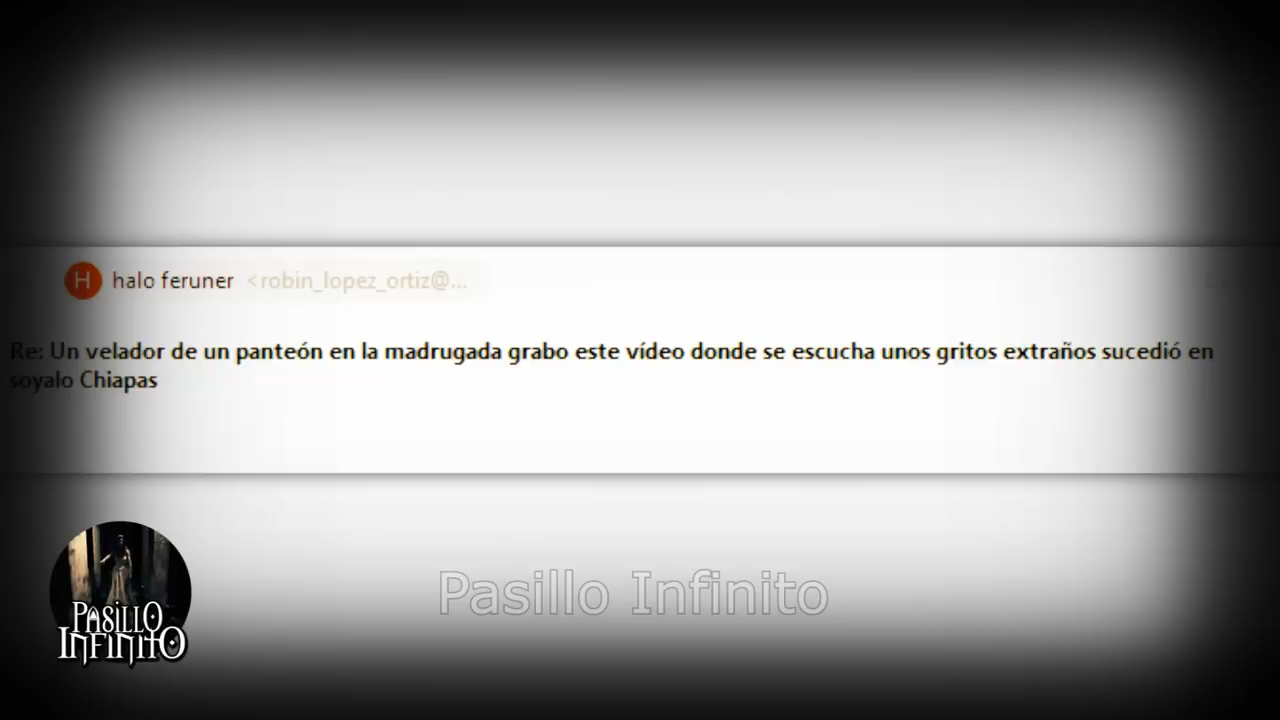 H halo feruner <robin_lopez_ortiz@...
Re: Un velador de un panteón en la madrugada grabo este vídeo donde se escucha unos gritos extraños sucedió en
soyalo Chiapas
Pasillo Infinito
PASILLO
INFINITO